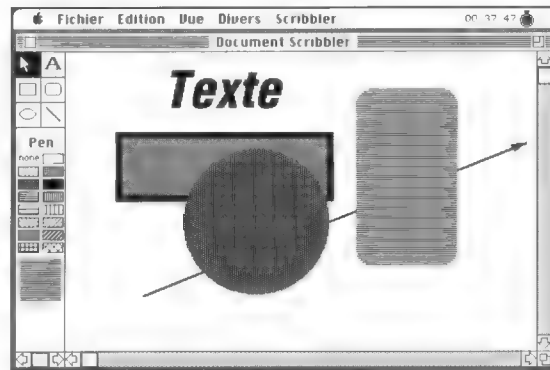 Fichier Edition Vue Divers Scribbler 00:37:47
Document Scribbler
A
Texte
Pen
none